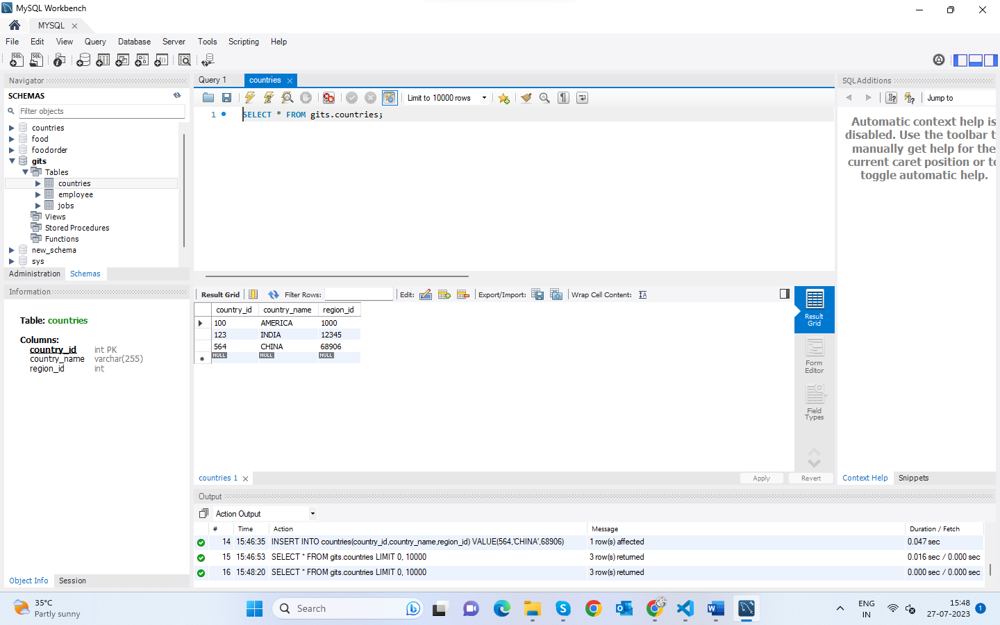 MySQL Workbench
MYSQL
File Edit View Query Database Server Tools Scripting Help
Navigator
SCHEMAS
Filter objects
countries
food
foodorder
gits
Tables
countries
employee
jobs
Views
Stored Procedures
Functions
new_schema
sys
Administration Schemas
Information
Table: countries
Columns:
country_id int PK
country_name varchar(255)
region_id int
Object Info Session
Query 1 countries
Limit to 10000 rows
1 SELECT * FROM gits.countries;
Result Grid Filter Rows: Edit: Export/Import: Wrap Cell Content:
country_id country_name region_id
100 AMERICA 1000
123 INDIA 12345
564 CHINA 68906
NULL NULL NULL
Result
Grid
Form
Editor
Field
Types
countries 1 Apply Revert
SQLAdditions
Jump to
Automatic context help is
disabled. Use the toolbar t
manually get help for the
current caret position or to
toggle automatic help.
Context Help Snippets
Output
Action Output
# Time Action Message Duration / Fetch
14 15:46:35 INSERT INTO countries(country_id,country_name,region_id) VALUE(564,'CHINA',68906) 1 row(s) affected 0.047 sec
15 15:46:53 SELECT * FROM gits.countries LIMIT 0, 10000 3 row(s) returned 0.016 sec / 0.000 sec
16 15:48:20 SELECT * FROM gits.countries LIMIT 0, 10000 3 row(s) returned 0.000 sec / 0.000 sec
35°C
Partly sunny
Search
ENG
IN
15:48
27-07-2023
1